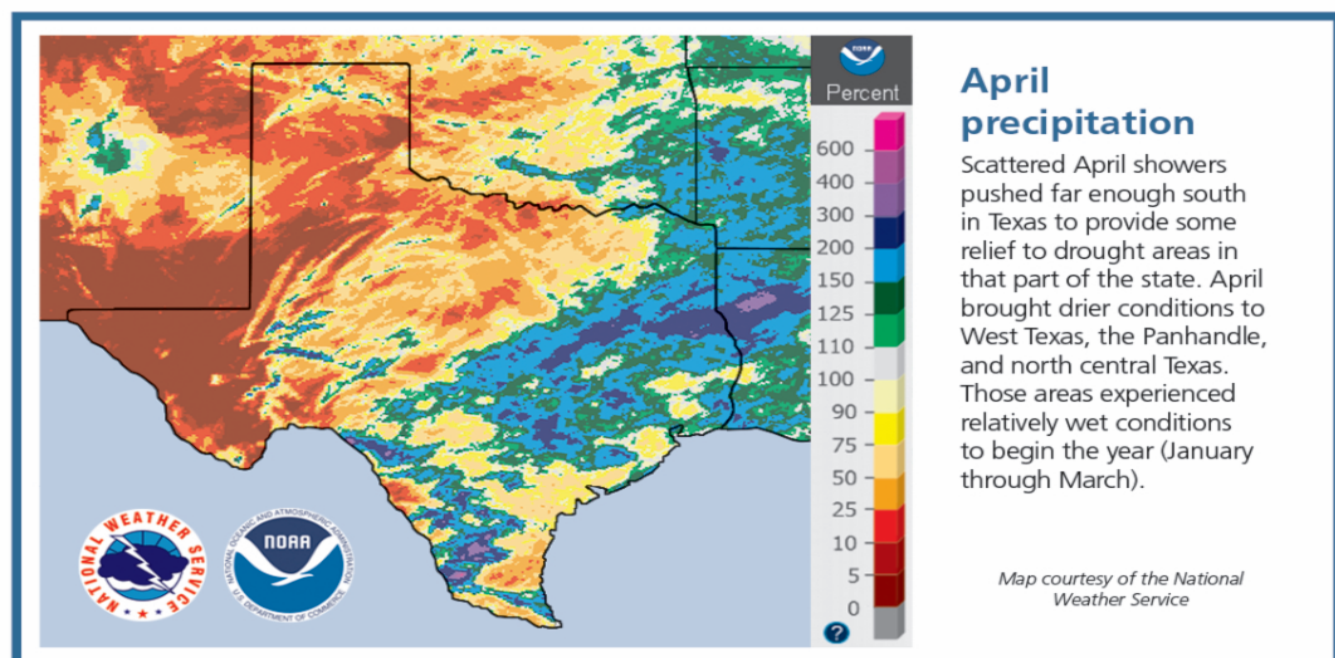 April
precipitation
Scattered April showers
pushed far enough south
in Texas to provide some
relief to drought areas in
that part of the state. April
brought drier conditions to
West Texas, the Panhandle,
and north central Texas.
Those areas experienced
relatively wet conditions
to begin the year (January
through March).
Map courtesy of the National
Weather Service
NOAA
Percent
600
400
300
200
150
125
110
100
90
75
50
25
10
5
0
?
NATIONAL WEATHER SERVICE
NATIONAL OCEANIC AND ATMOSPHERIC ADMINISTRATION
NOAA
U.S. DEPARTMENT OF COMMERCE